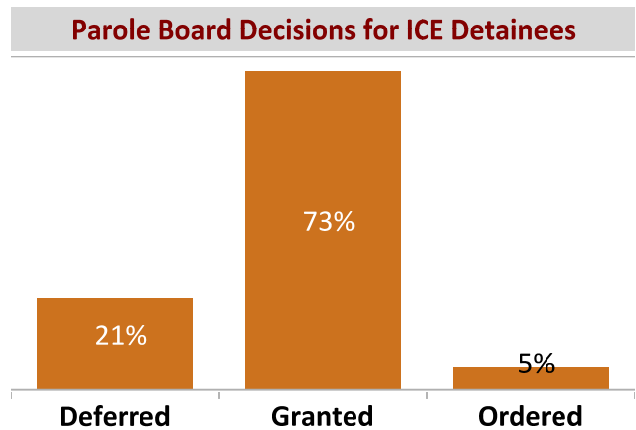 Parole Board Decisions for ICE Detainees
73%
21%
5%
Deferred Granted Ordered